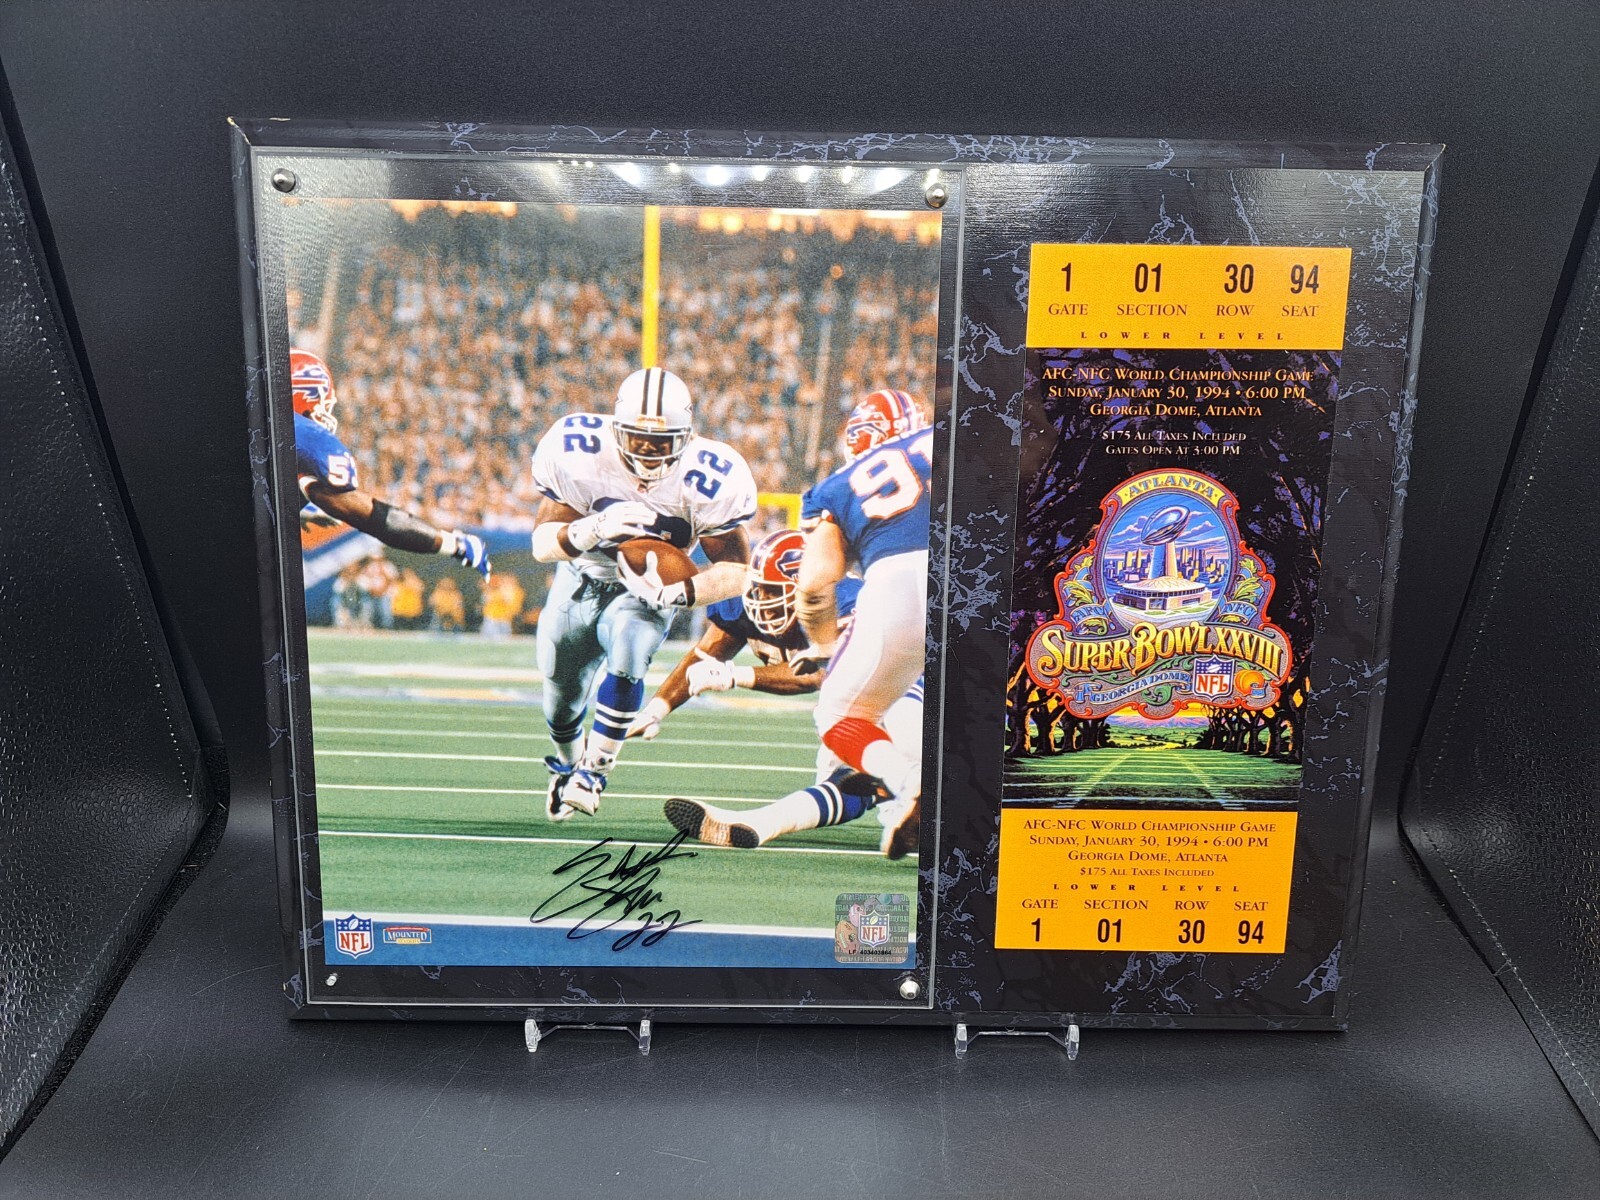 1 01 30 94
GATE SECTION ROW SEAT
LOWER LEVEL
AFC-NFC WORLD CHAMPIONSHIP GAME
SUNDAY, JANUARY 30, 1994 • 6:00 PM
GEORGIA DOME, ATLANTA
$175 ALL TAXES INCLUDED
GATES OPEN AT 3:00 PM
ATLANTA
AFC NFC
SUPER BOWL XXVIII
GEORGIA DOME
NFL
AFC-NFC WORLD CHAMPIONSHIP GAME
SUNDAY, JANUARY 30, 1994 • 6:00 PM
GEORGIA DOME, ATLANTA
$175 ALL TAXES INCLUDED
LOWER LEVEL
GATE SECTION ROW SEAT
1 01 30 94
22 22
22
NFL
MOUNTED
NFL